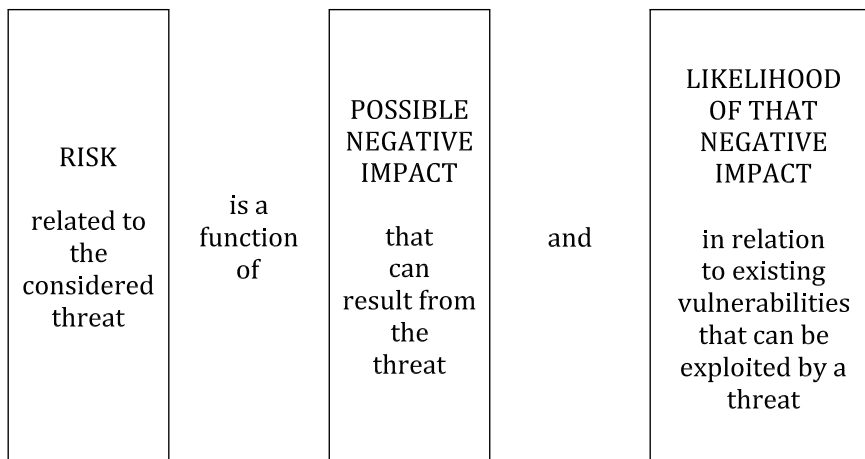 RISK
related to
the
considered
threat
is a
function
of
POSSIBLE
NEGATIVE
IMPACT
that
can
result from
the
threat
and
LIKELIHOOD
OF THAT
NEGATIVE
IMPACT
in relation
to existing
vulnerabilities
that can be
exploited by a
threat